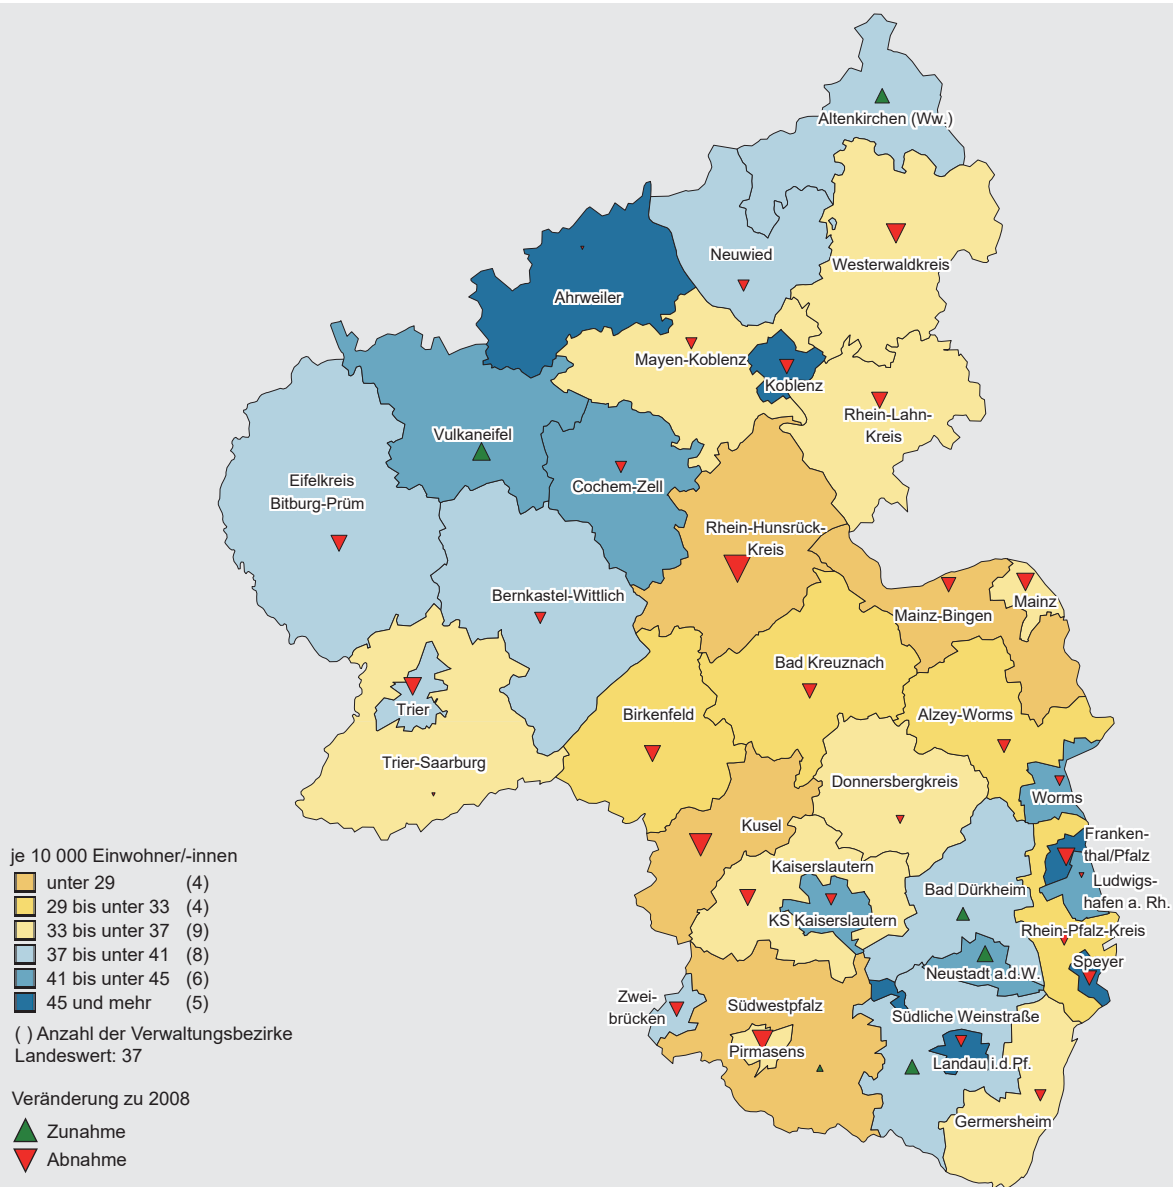 Altenkirchen (Ww.)
Neuwied
Westerwaldkreis
Ahrweiler
Mayen-Koblenz
Koblenz
Rhein-Lahn-
Kreis
Vulkaneifel
Cochem-Zell
Eifelkreis
Bitburg-Prüm
Rhein-Hunsrück-
Kreis
Bernkastel-Wittlich
Mainz-Bingen
Mainz
Bad Kreuznach
Trier
Birkenfeld
Alzey-Worms
Trier-Saarburg
Donnersbergkreis
Worms
Kusel
Franken-
thal/Pfalz
Ludwigs-
hafen a. Rh.
Kaiserslautern
Bad Dürkheim
KS Kaiserslautern
Rhein-Pfalz-Kreis
Speyer
Neustadt a.d.W.
Zwei-
brücken
Südwestpfalz
Südliche Weinstraße
Pirmasens
Landau i.d.Pf.
Germersheim
je 10 000 Einwohner/-innen
unter 29 (4)
29 bis unter 33 (4)
33 bis unter 37 (9)
37 bis unter 41 (8)
41 bis unter 45 (6)
45 und mehr (5)
( ) Anzahl der Verwaltungsbezirke
Landeswert: 37
Veränderung zu 2008
Zunahme
Abnahme